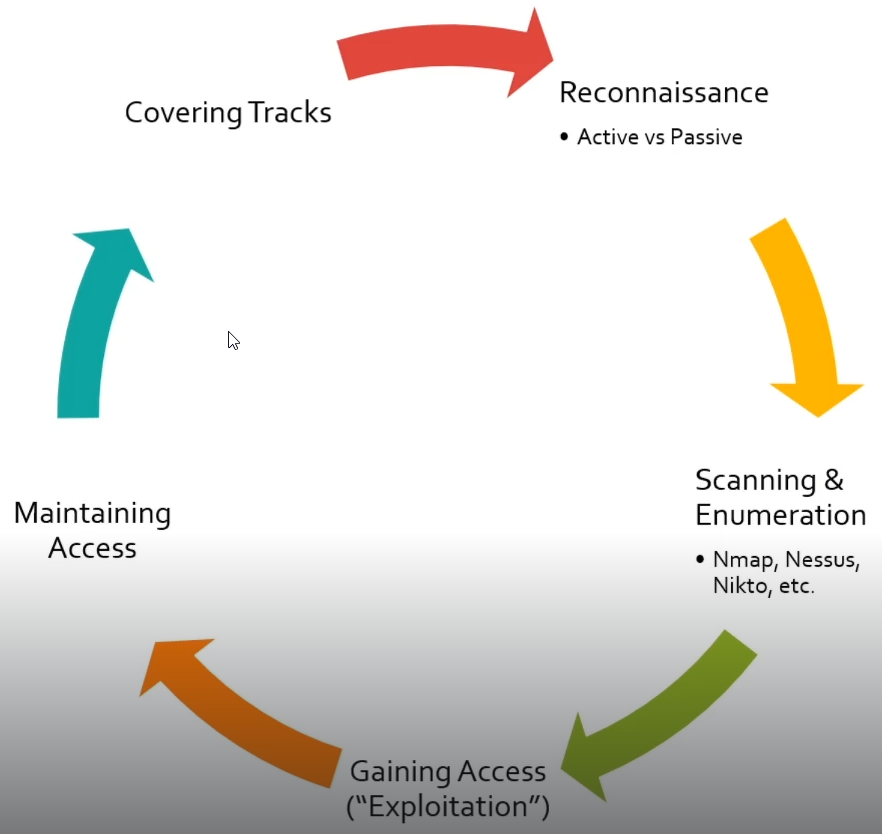 Covering Tracks
Reconnaissance
• Active vs Passive
Scanning &
Enumeration
• Nmap, Nessus,
Nikto, etc.
Gaining Access
(“Exploitation”)
Maintaining
Access